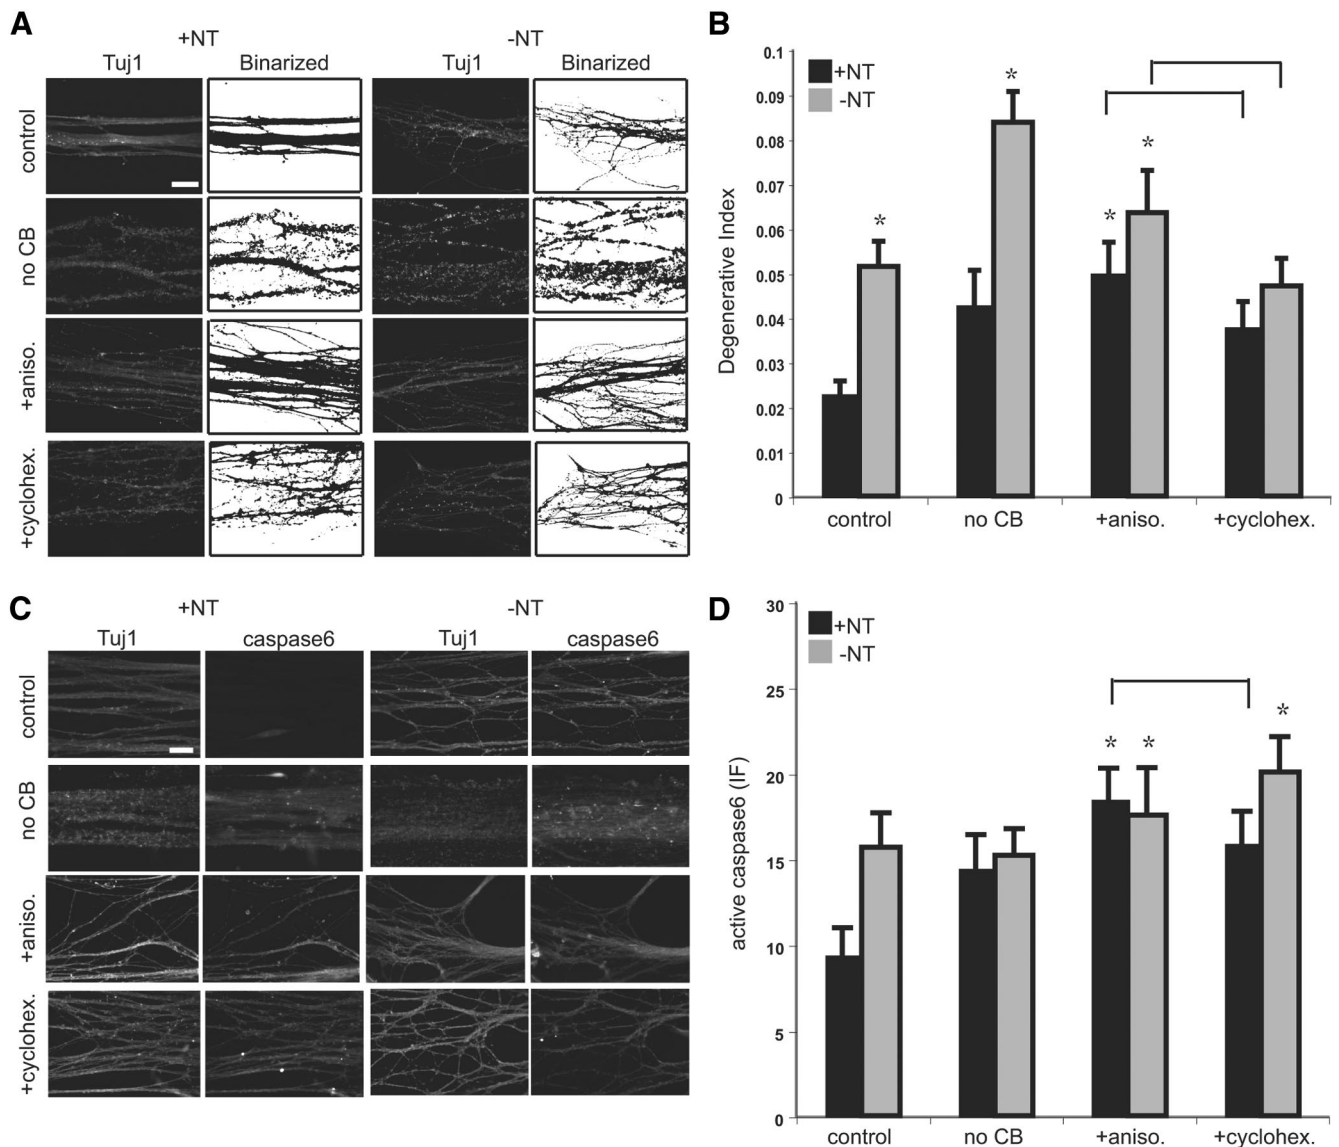 A
+NT
-NT
Tuj1
Binarized
Tuj1
Binarized
control
no CB
+aniso.
+cyclohex.
B
0.1
0.09
0.08
0.07
0.06
0.05
0.04
0.03
0.02
0.01
0
Degenerative Index
+NT
-NT
*
*
*
*
control
no CB
+aniso.
+cyclohex.
C
+NT
-NT
Tuj1
caspase6
Tuj1
caspase6
control
no CB
+aniso.
+cyclohex.
D
30
25
20
15
10
5
0
active caspase6 (IF)
+NT
-NT
*
*
*
control
no CB
+aniso.
+cyclohex.